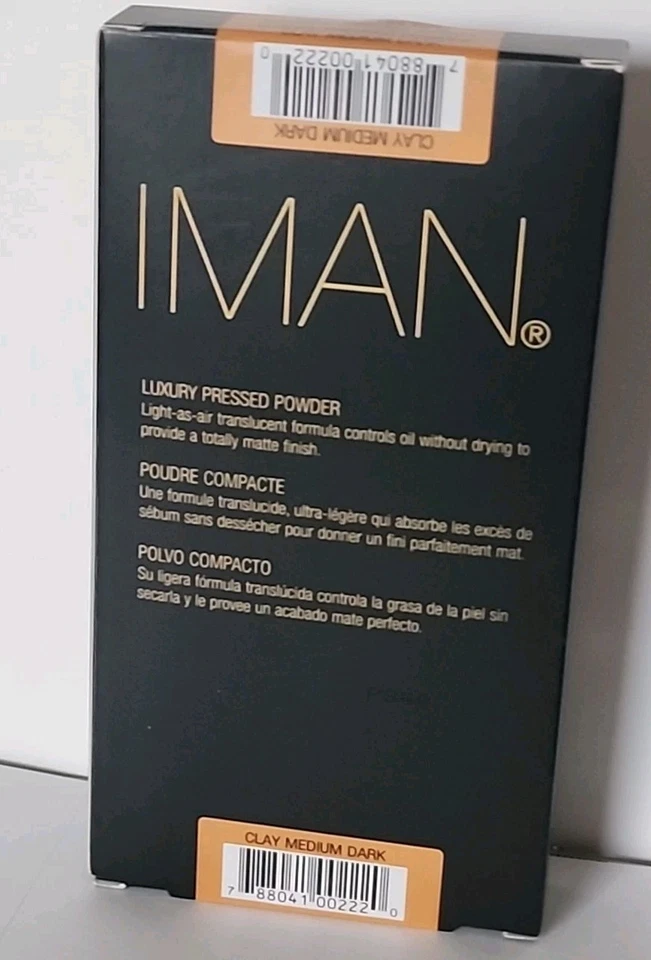 7 88041 00222 0
CLAY MEDIUM DARK
IMAN®
LUXURY PRESSED POWDER
Light-as-air translucent formula controls oil without drying to
provide a totally matte finish.
POUDRE COMPACTE
Une formule translucide, ultra-légère qui absorbe les excès de
sébum sans dessécher pour donner un fini parfaitement mat.
POLVO COMPACTO
Su ligera fórmula translúcida controla la grasa de la piel sin
secarla y le provee un acabado mate perfecto.
CLAY MEDIUM DARK
7 88041 00222 0